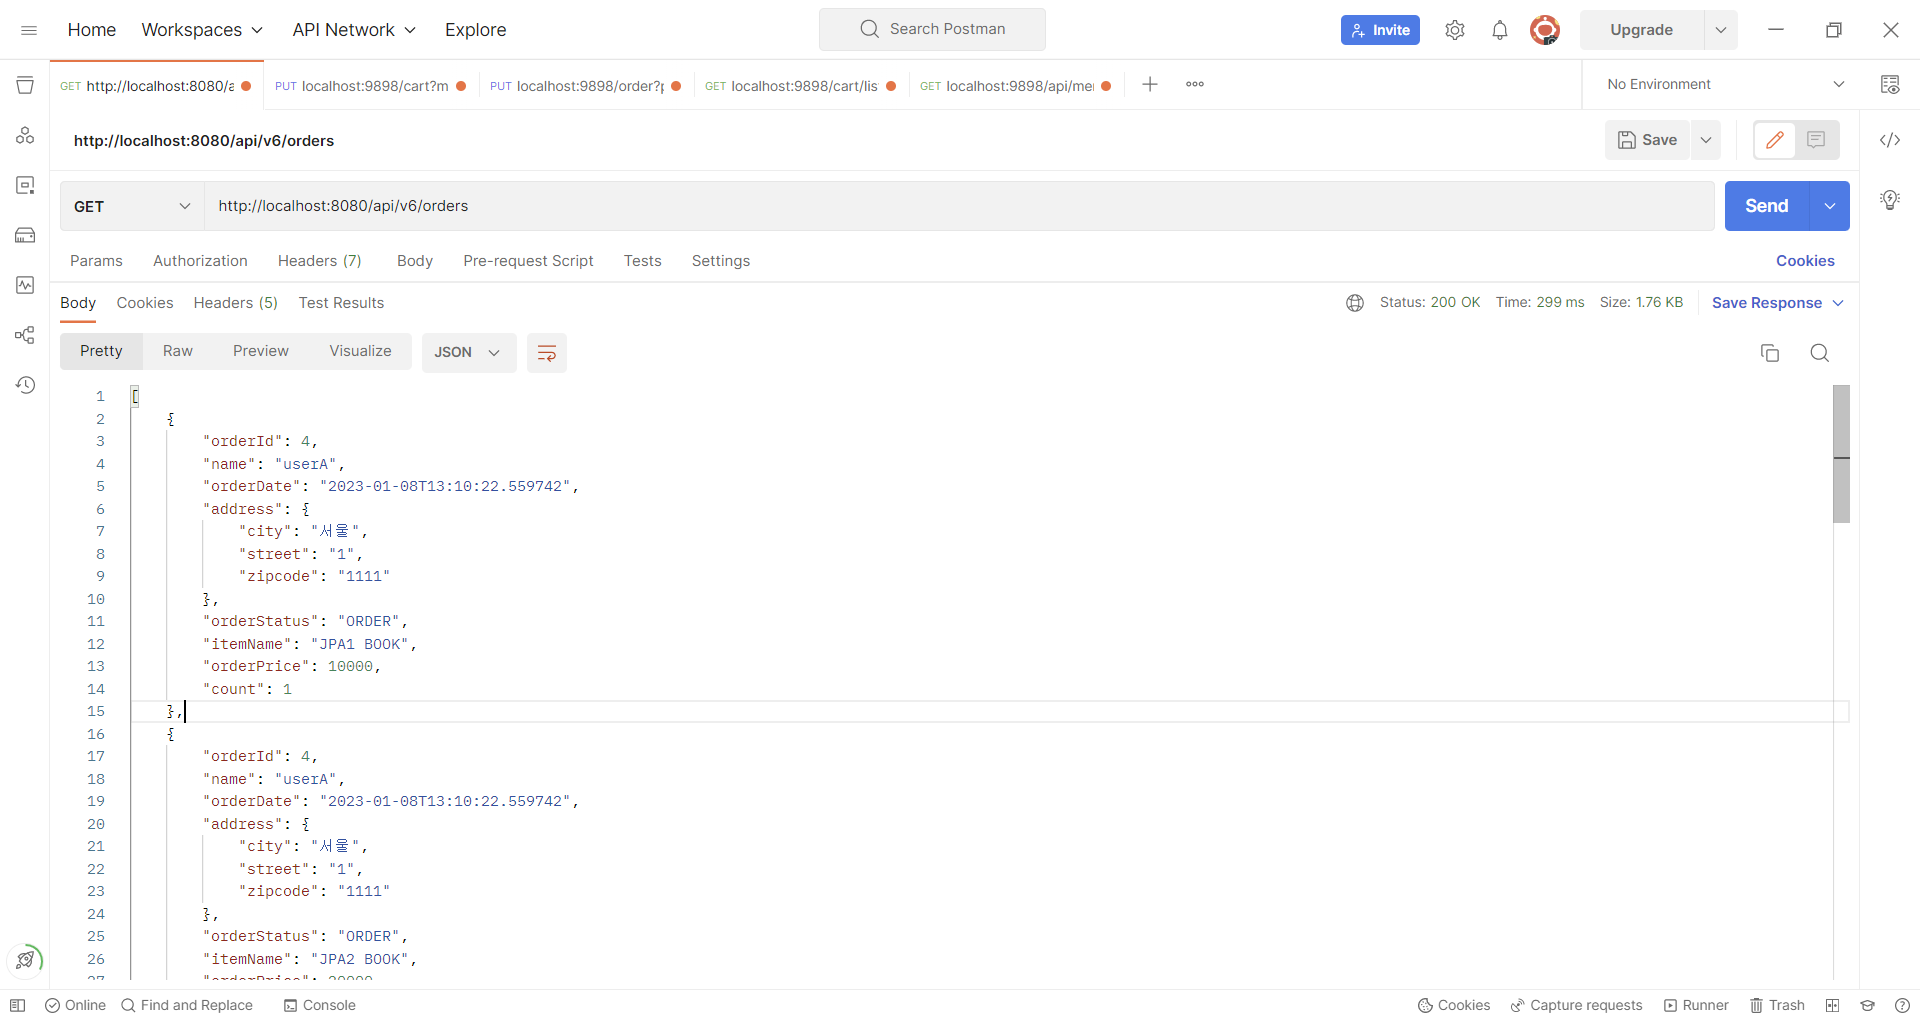 Home Workspaces API Network Explore Search Postman Invite Upgrade
GET http://localhost:8080/a PUT localhost:9898/cart?m PUT localhost:9898/order?p GET localhost:9898/cart/lis GET localhost:9898/api/me No Environment
http://localhost:8080/api/v6/orders Save
GET http://localhost:8080/api/v6/orders Send
Params Authorization Headers (7) Body Pre-request Script Tests Settings Cookies
Body Cookies Headers (5) Test Results Status: 200 OK Time: 299 ms Size: 1.76 KB Save Response
Pretty Raw Preview Visualize JSON
1 [
2 {
3 "orderId": 4,
4 "name": "userA",
5 "orderDate": "2023-01-08T13:10:22.559742",
6 "address": {
7 "city": "서울",
8 "street": "1",
9 "zipcode": "1111"
10 },
11 "orderStatus": "ORDER",
12 "itemName": "JPA1 BOOK",
13 "orderPrice": 10000,
14 "count": 1
15 },
16 {
17 "orderId": 4,
18 "name": "userA",
19 "orderDate": "2023-01-08T13:10:22.559742",
20 "address": {
21 "city": "서울",
22 "street": "1",
23 "zipcode": "1111"
24 },
25 "orderStatus": "ORDER",
26 "itemName": "JPA2 BOOK",
Online Find and Replace Console Cookies Capture requests Runner Trash